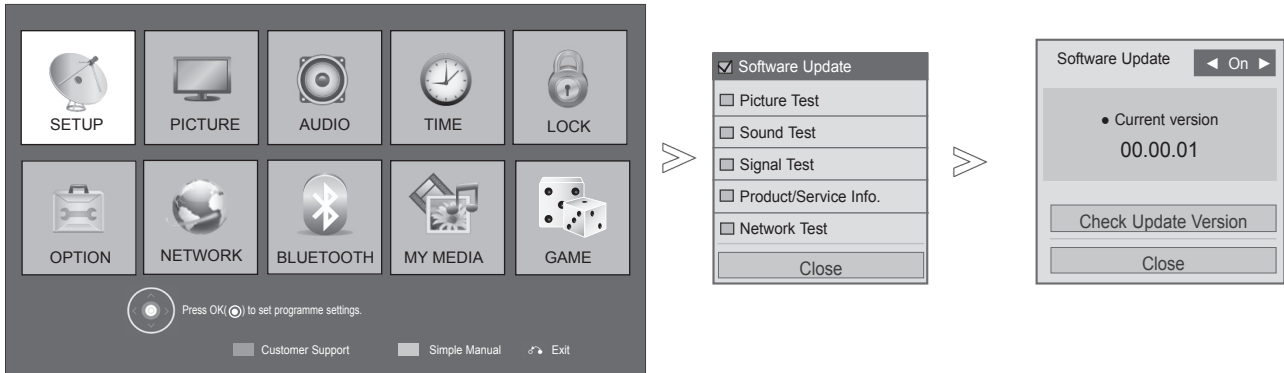 SETUP
PICTURE
AUDIO
TIME
LOCK
OPTION
NETWORK
BLUETOOTH
MY MEDIA
GAME
Press OK(◉) to set programme settings.
Customer Support
Simple Manual
Exit
Software Update
Picture Test
Sound Test
Signal Test
Product/Service Info.
Network Test
Close
Software Update
◀ On ▶
● Current version
00.00.01
Check Update Version
Close